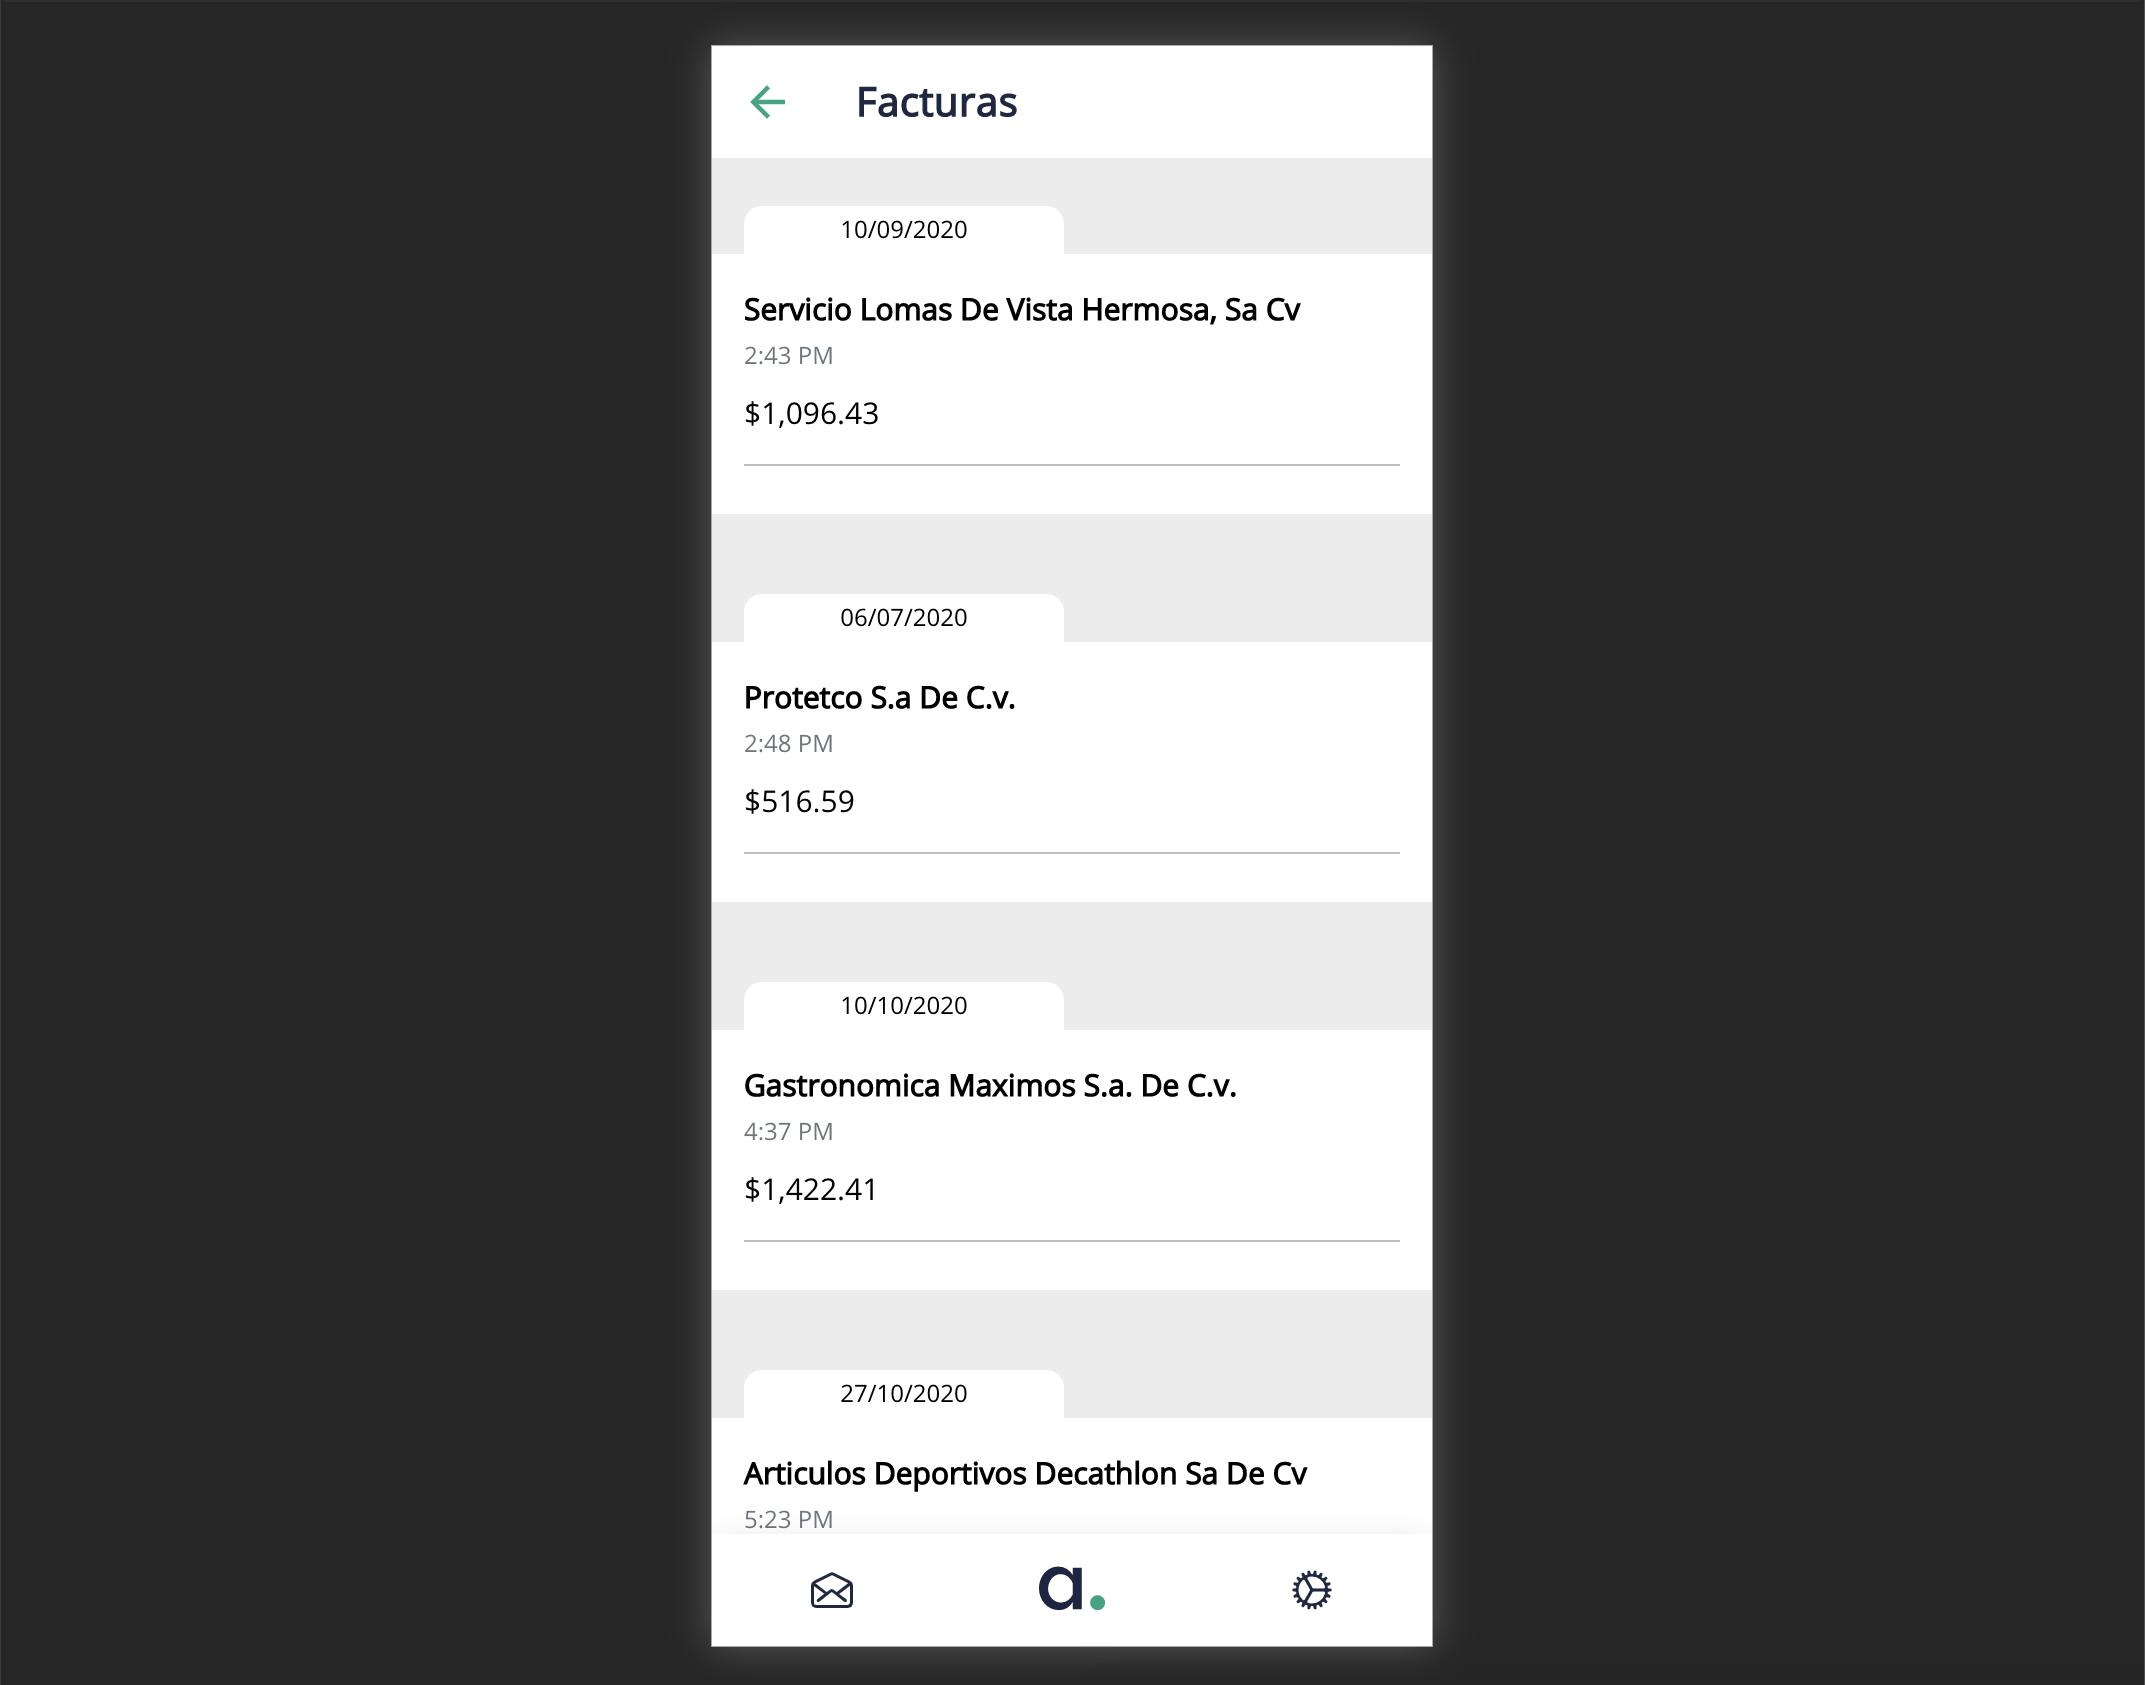 Facturas
10/09/2020
Servicio Lomas De Vista Hermosa, Sa Cv
2:43 PM
$1,096.43
06/07/2020
Protetco S.a De C.v.
2:48 PM
$516.59
10/10/2020
Gastronomica Maximos S.a. De C.v.
4:37 PM
$1,422.41
27/10/2020
Articulos Deportivos Decathlon Sa De Cv
5:23 PM
a.